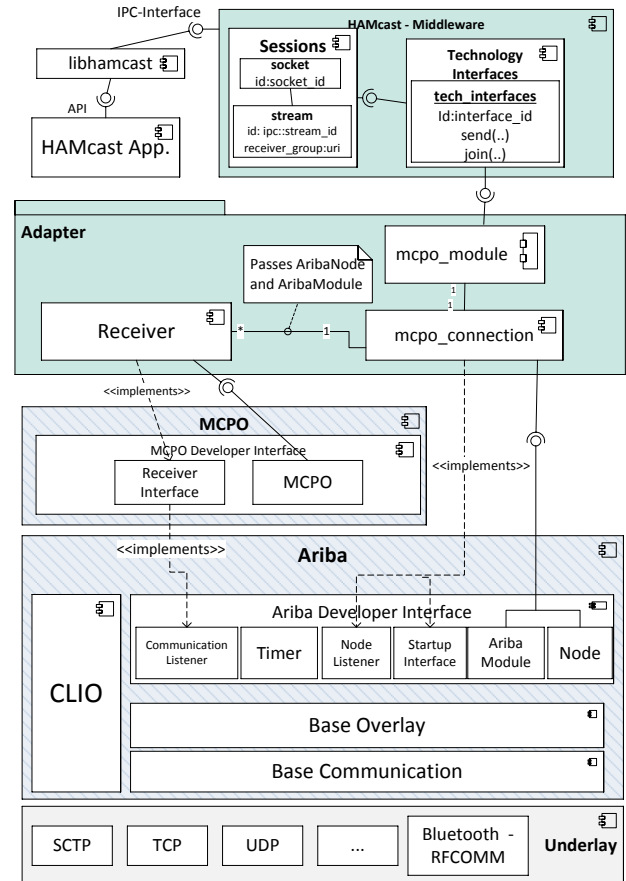 IPC-Interface
HAMcast - Middleware
libhamcast
Sessions
socket
id:socket_id
stream
id: ipc::stream_id
receiver_group:uri
Technology
Interfaces
tech_interfaces
Id:interface_id
send(..)
join(..)
API
HAMcast App.
Adapter
mcpo_module
Passes AribaNode
and AribaModule
1
1
Receiver
*
1
mcpo_connection
<<implements>>
MCPO
MCPO Developer Interface
Receiver
Interface
MCPO
<<implements>>
<<implements>>
Ariba
CLIO
Ariba Developer Interface
Communication
Listener
Timer
Node
Listener
Startup
Interface
Ariba
Module
Node
Base Overlay
Base Communication
SCTP
TCP
UDP
...
Bluetooth -
RFCOMM
Underlay